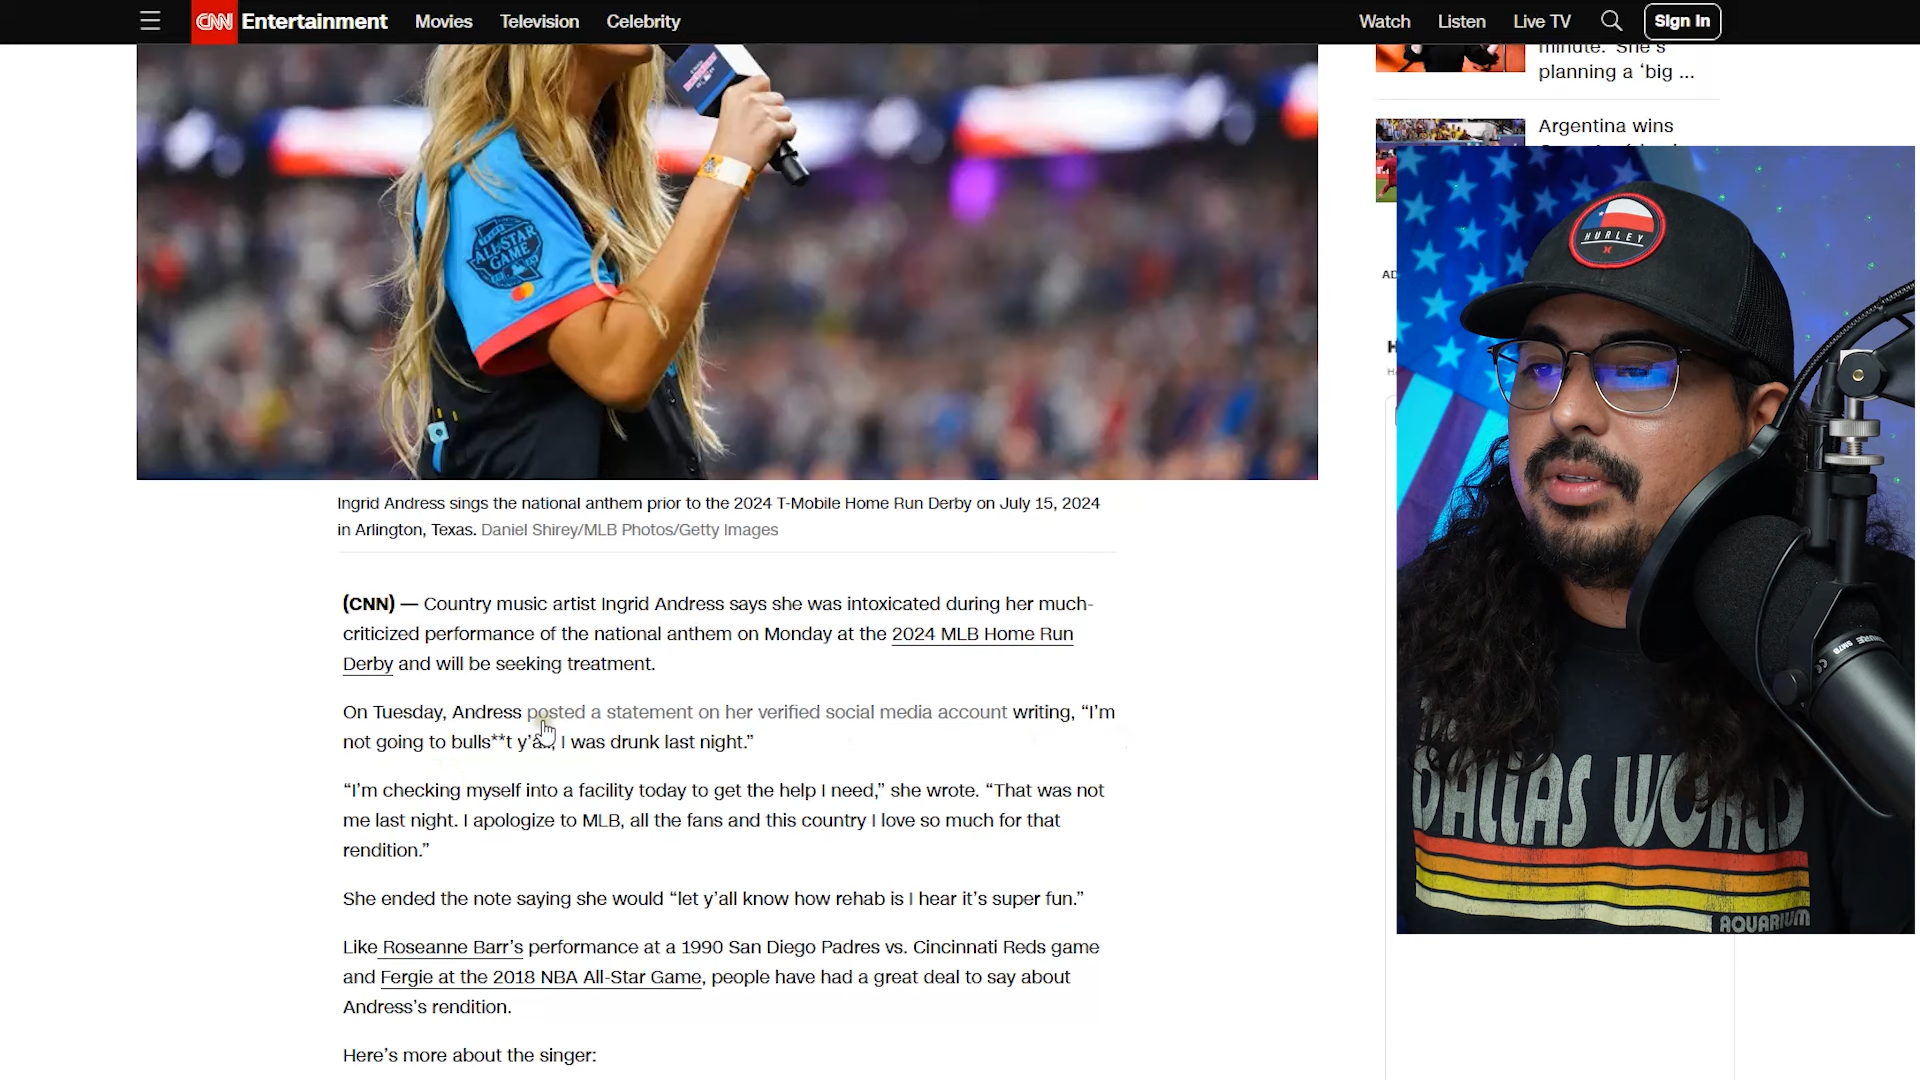 CNN Entertainment Movies Television Celebrity Watch Listen Live TV Sign in
minute.' She's
planning a ‘big ...
Argentina wins
ALL-STAR
GAME
Ingrid Andress sings the national anthem prior to the 2024 T-Mobile Home Run Derby on July 15, 2024
in Arlington, Texas. Daniel Shirey/MLB Photos/Getty Images
(CNN) — Country music artist Ingrid Andress says she was intoxicated during her much-
criticized performance of the national anthem on Monday at the 2024 MLB Home Run
Derby and will be seeking treatment.
On Tuesday, Andress posted a statement on her verified social media account writing, “I’m
not going to bulls**t y’all, I was drunk last night.”
“I’m checking myself into a facility today to get the help I need,” she wrote. “That was not
me last night. I apologize to MLB, all the fans and this country I love so much for that
rendition.”
She ended the note saying she would “let y’all know how rehab is I hear it’s super fun.”
Like Roseanne Barr’s performance at a 1990 San Diego Padres vs. Cincinnati Reds game
and Fergie at the 2018 NBA All-Star Game, people have had a great deal to say about
Andress’s rendition.
Here’s more about the singer:
HURLEY
SHURE SM7B
THE
DALLAS WORLD
AQUARIUM